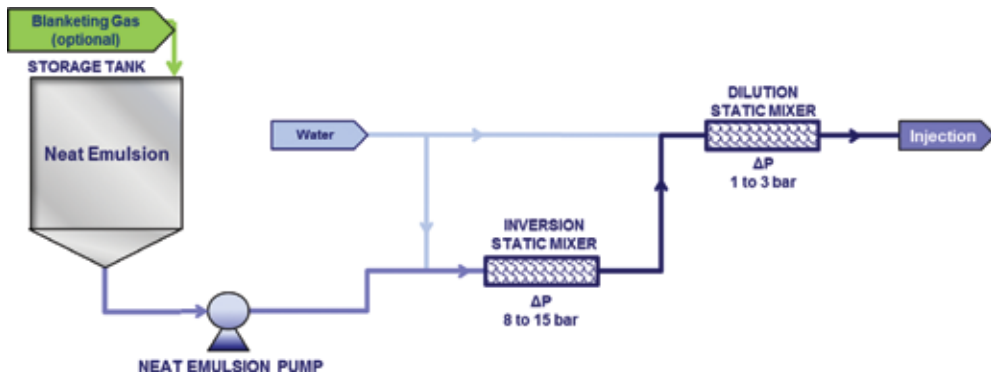 Blanketing Gas
(optional)
STORAGE TANK
Neat Emulsion
NEAT EMULSION PUMP
Water
INVERSION
STATIC MIXER
ΔP
8 to 15 bar
DILUTION
STATIC MIXER
ΔP
1 to 3 bar
Injection